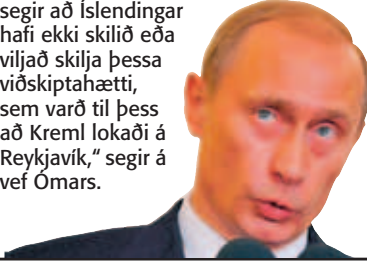 segir að Íslendingar
hafi ekki skilið eða
viljað skilja þessa
viðskiptahætti,
sem varð til þess
að Kreml lokaði á
Reykjavík,“ segir á
vef Ómars.